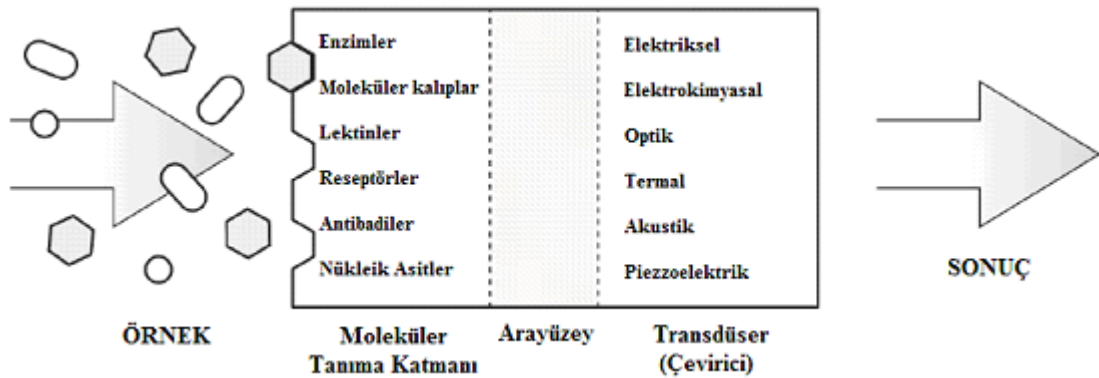 Enzimler
Moleküler kalıplar
Lektinler
Reseptörler
Antibadiler
Nükleik Asitler
Elektriksel
Elektrokimyasal
Optik
Termal
Akustik
Piezzoelektrik
ÖRNEK
Moleküler
Tanıma Katmanı
Arayüzey
Transdüser
(Çevirici)
SONUÇ